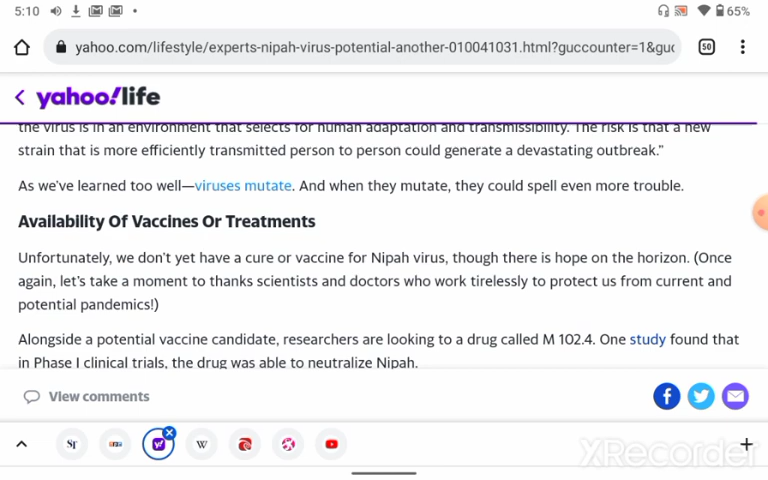 5:10
65%
yahoo.com/lifestyle/experts-nipah-virus-potential-another-010041031.html?guccounter=1&guc
50
yahoo!life
the virus is in an environment that selects for human adaptation and transmissibility. The risk is that a new
strain that is more efficiently transmitted person to person could generate a devastating outbreak.”
As we've learned too well—viruses mutate. And when they mutate, they could spell even more trouble.
Availability Of Vaccines Or Treatments
Unfortunately, we don't yet have a cure or vaccine for Nipah virus, though there is hope on the horizon. (Once
again, let's take a moment to thanks scientists and doctors who work tirelessly to protect us from current and
potential pandemics!)
Alongside a potential vaccine candidate, researchers are looking to a drug called M 102.4. One study found that
in Phase I clinical trials, the drug was able to neutralize Nipah.
View comments
XRecorder